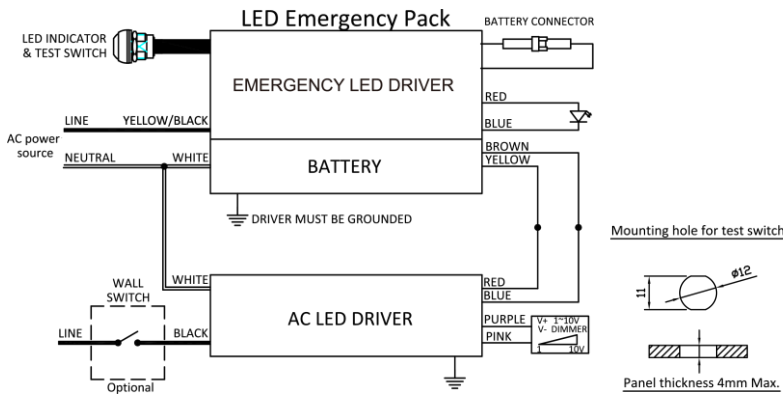 LED Emergency Pack
LED INDICATOR
& TEST SWITCH
BATTERY CONNECTOR
EMERGENCY LED DRIVER
RED
BLUE
LINE YELLOW/BLACK
AC power
source
NEUTRAL WHITE
BATTERY
BROWN
YELLOW
DRIVER MUST BE GROUNDED
Mounting hole for test switch
WHITE
RED
BLUE
WALL
SWITCH
AC LED DRIVER
LINE
BLACK
Optional
PURPLE
PINK
V+ 1~10V
V- DIMMER
1 10V
11
ø12
Panel thickness 4mm Max.